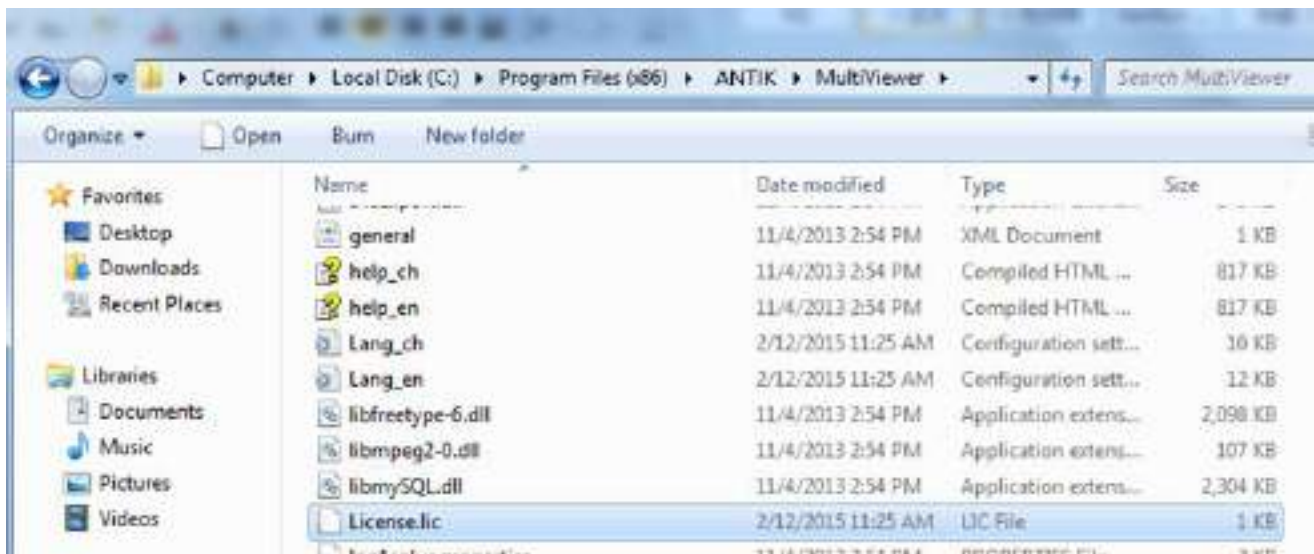 Computer ▸ Local Disk (C:) ▸ Program Files (x86) ▸ ANTIK ▸ MultiViewer ▸ Search MultiViewer
Organize Open Burn New folder
Name Date modified Type Size
general 11/4/2013 2:54 PM XML Document 1 KB
help_ch 11/4/2013 2:54 PM Compiled HTML ... 817 KB
help_en 11/4/2013 2:54 PM Compiled HTML ... 817 KB
Lang_ch 2/12/2015 11:25 AM Configuration sett... 10 KB
Lang_en 2/12/2015 11:25 AM Configuration sett... 12 KB
libfreetype-6.dll 11/4/2013 2:54 PM Application extens... 2,098 KB
libmpeg2-0.dll 11/4/2013 2:54 PM Application extens... 107 KB
libmySQL.dll 11/4/2013 2:54 PM Application extens... 2,304 KB
License.lic 2/12/2015 11:25 AM LIC File 1 KB
Favorites
Desktop
Downloads
Recent Places
Libraries
Documents
Music
Pictures
Videos